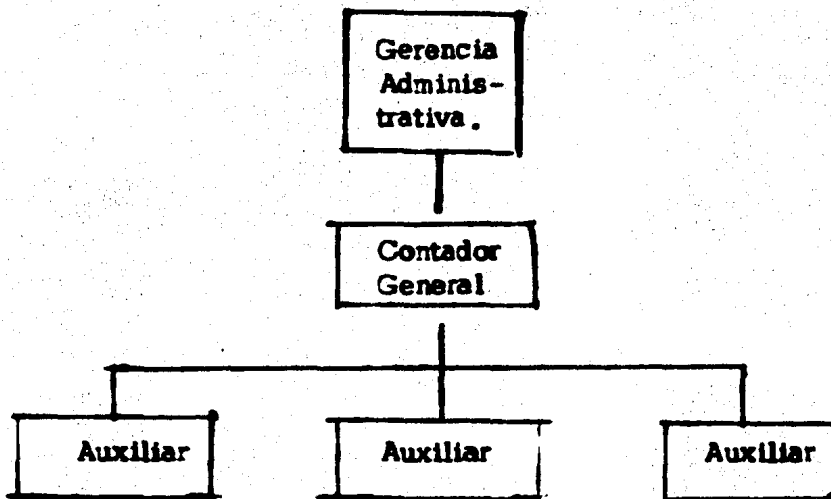 Gerencia
Adminis-
trativa.
Contador
General
Auxiliar
Auxiliar
Auxiliar